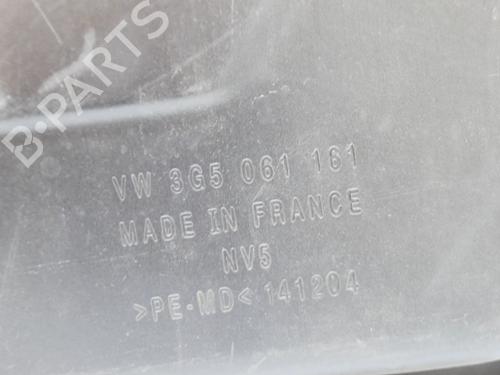 B-PARTS
VW 3G5 061 161
MADE IN FRANCE
NV5
>PE-MD< 141204